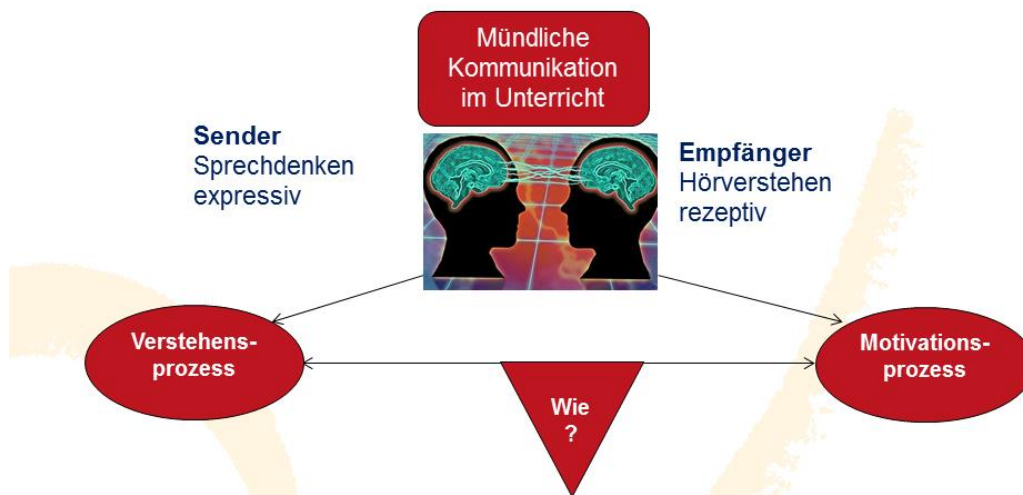 Mündliche
Kommunikation
im Unterricht
Sender
Sprechdenken
expressiv
Empfänger
Hörverstehen
rezeptiv
Verstehens-
prozess
Motivations-
prozess
Wie
?